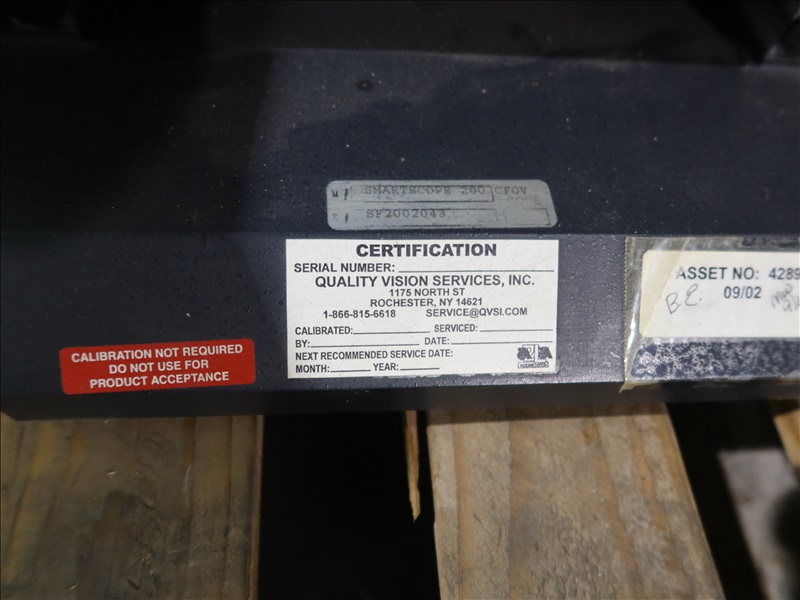 SMARTSCOPE 200 CFOV
SF2002043
CERTIFICATION
SERIAL NUMBER:
QUALITY VISION SERVICES, INC.
1175 NORTH ST
ROCHESTER, NY 14621
1-866-815-6618 SERVICE@QVSI.COM
CALIBRATED: SERVICED:
BY: DATE:
NEXT RECOMMENDED SERVICE DATE:
MONTH: YEAR:
CALIBRATION NOT REQUIRED
DO NOT USE FOR
PRODUCT ACCEPTANCE
ASSET NO: 4289
B.E. 09/02